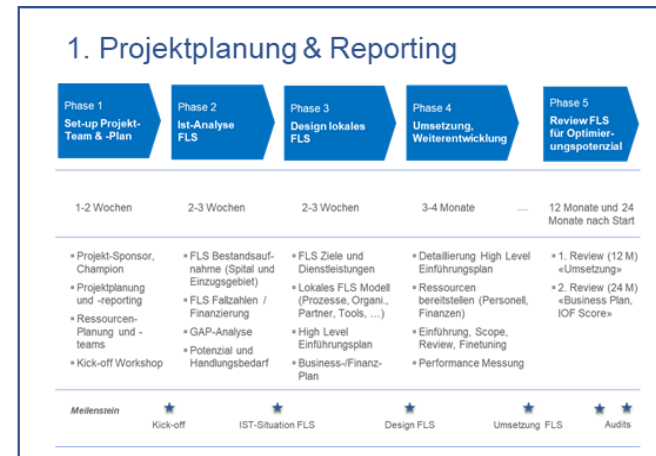 1. Projektplanung & Reporting
Phase 1
Set-up Projekt-
Team & -Plan
Phase 2
Ist-Analyse
FLS
Phase 3
Design lokales
FLS
Phase 4
Umsetzung,
Weiterentwicklung
Phase 5
Review FLS
für Optimier-
ungspotenzial
1-2 Wochen
2-3 Wochen
2-3 Wochen
3-4 Monate
....
12 Monate und 24
Monate nach Start
Projekt-Sponsor,
Champion
Projektplanung
und -reporting
Ressourcen-
Planung und -
teams
Kick-off Workshop
FLS Bestandsauf-
nahme (Spital und
Einzugsgebiet)
FLS Fallzahlen /
Finanzierung
GAP-Analyse
Potenzial und
Handlungsbedarf
FLS Ziele und
Dienstleistungen
Lokales FLS Modell
(Prozesse, Organi.,
Partner, Tools, …)
High Level
Einführungsplan
Business-/Finanz-
Plan
Detaillierung High Level
Einführungsplan
Ressourcen
bereitstellen (Personell,
Finanzen)
Einführung, Scope,
Review, Finetuning
Performance Messung
1. Review (12 M)
«Umsetzung»
2. Review (24 M)
«Business Plan,
IOF Score»
Meilenstein
Kick-off
IST-Situation FLS
Design FLS
Umsetzung FLS
Audits